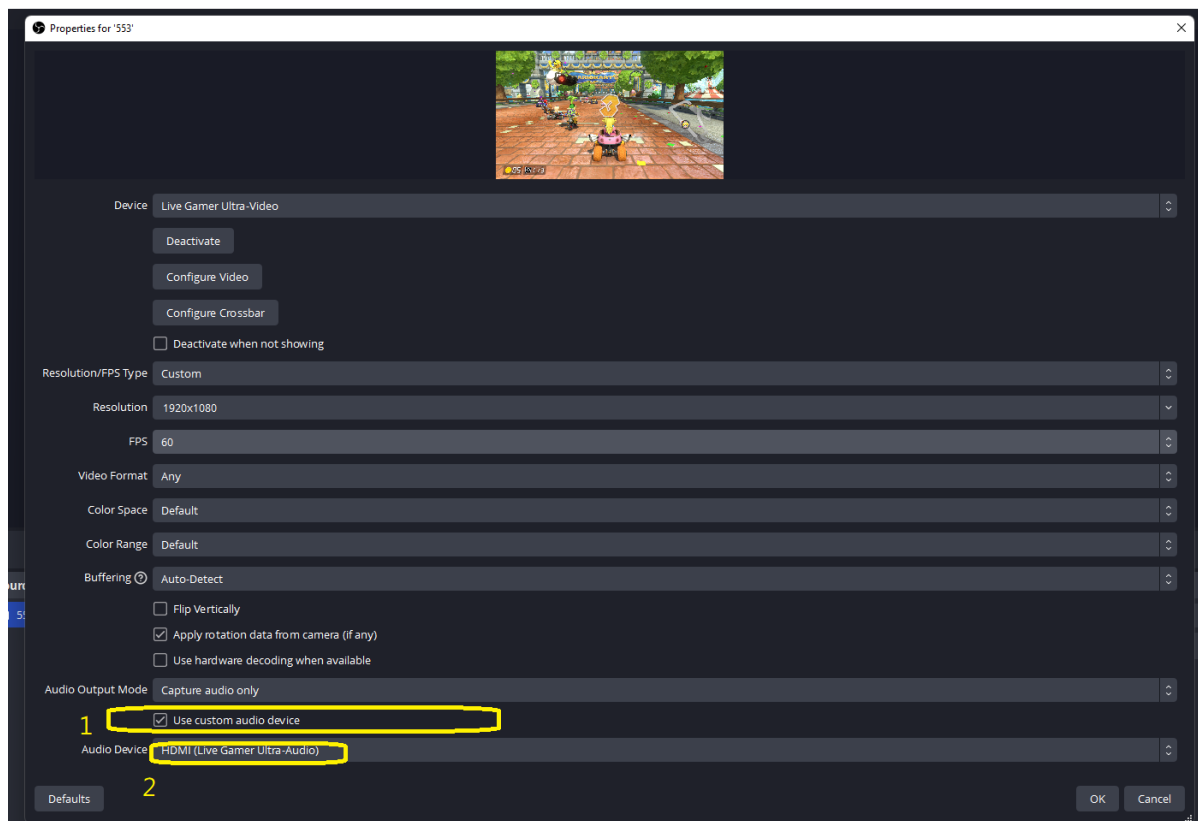 Properties for '553'
05
Device Live Gamer Ultra-Video
Deactivate
Configure Video
Configure Crossbar
Deactivate when not showing
Resolution/FPS Type Custom
Resolution 1920x1080
FPS 60
Video Format Any
Color Space Default
Color Range Default
Buffering ? Auto-Detect
Flip Vertically
Apply rotation data from camera (if any)
Use hardware decoding when available
Audio Output Mode Capture audio only
1 Use custom audio device
Audio Device HDMI (Live Gamer Ultra-Audio)
2
Defaults OK Cancel